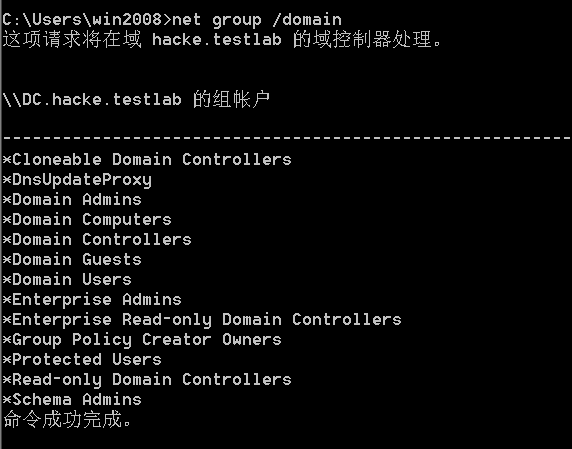 C:\Users\win2008>net group /domain
这项请求将在域 hacke.testlab 的域控制器处理。
\\DC.hacke.testlab 的组帐户
-------------------------------------------------------------------------------
*Cloneable Domain Controllers
*DnsUpdateProxy
*Domain Admins
*Domain Computers
*Domain Controllers
*Domain Guests
*Domain Users
*Enterprise Admins
*Enterprise Read-only Domain Controllers
*Group Policy Creator Owners
*Protected Users
*Read-only Domain Controllers
*Schema Admins
命令成功完成。